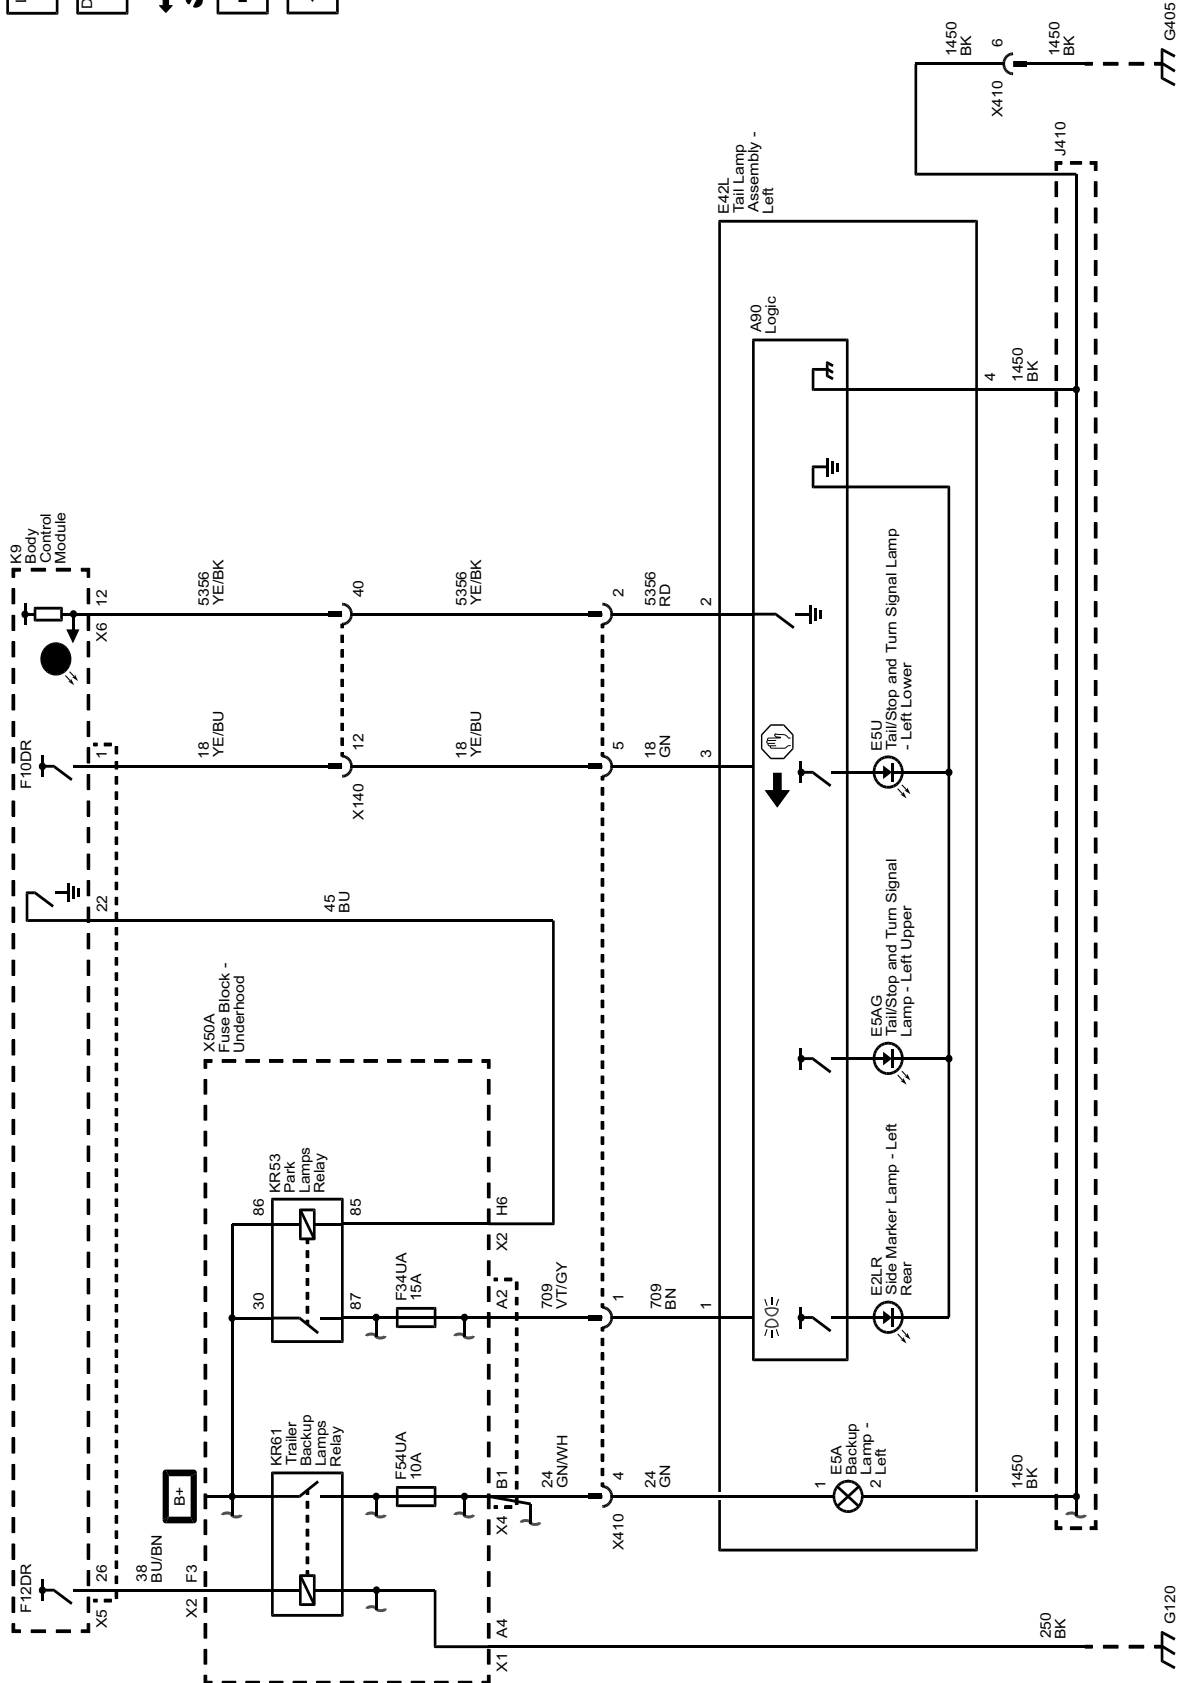 F12DR
F10DR
K9
Body
Control
Module
X5
26
22
1
X6
12
38
BU/BN
B+
X2
F3
X50A
Fuse Block -
Underhood
18
YE/BU
5356
YE/BK
KR61
Trailer
Backup
Lamps
Relay
KR53
Park
Lamps
Relay
30
86
87
85
45
BU
X140
12
40
F54UA
10A
F34UA
15A
18
YE/BU
5356
YE/BK
X1
A4
X4
B1
A2
X2
H6
24
GN/WH
709
VT/GY
X410
4
1
5
2
24
GN
709
BN
18
GN
5356
RD
1
3
2
E42L
Tail Lamp
Assembly -
Left
A90
Logic
1
2
E5A
Backup
Lamp -
Left
E2LR
Side Marker Lamp - Left
Rear
E5AG
Tail/Stop and Turn Signal
Lamp - Left Upper
E5U
Tail/Stop and Turn Signal Lamp
- Left Lower
4
1450
BK
1450
BK
1450
BK
X410
6
1450
BK
250
BK
J410
G120
G405